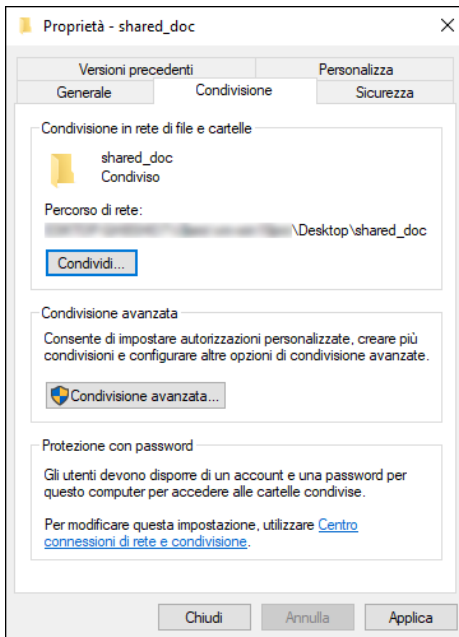 Proprietà - shared_doc
Versioni precedenti
Personalizza
Generale
Condivisione
Sicurezza
Condivisione in rete di file e cartelle
shared_doc
Condiviso
Percorso di rete:
\Desktop\shared_doc
Condividi...
Condivisione avanzata
Consente di impostare autorizzazioni personalizzate, creare più
condivisioni e configurare altre opzioni di condivisione avanzate.
Condivisione avanzata...
Protezione con password
Gli utenti devono disporre di un account e una password per
questo computer per accedere alle cartelle condivise.
Per modificare questa impostazione, utilizzare Centro
connessioni di rete e condivisione.
Chiudi
Annulla
Applica